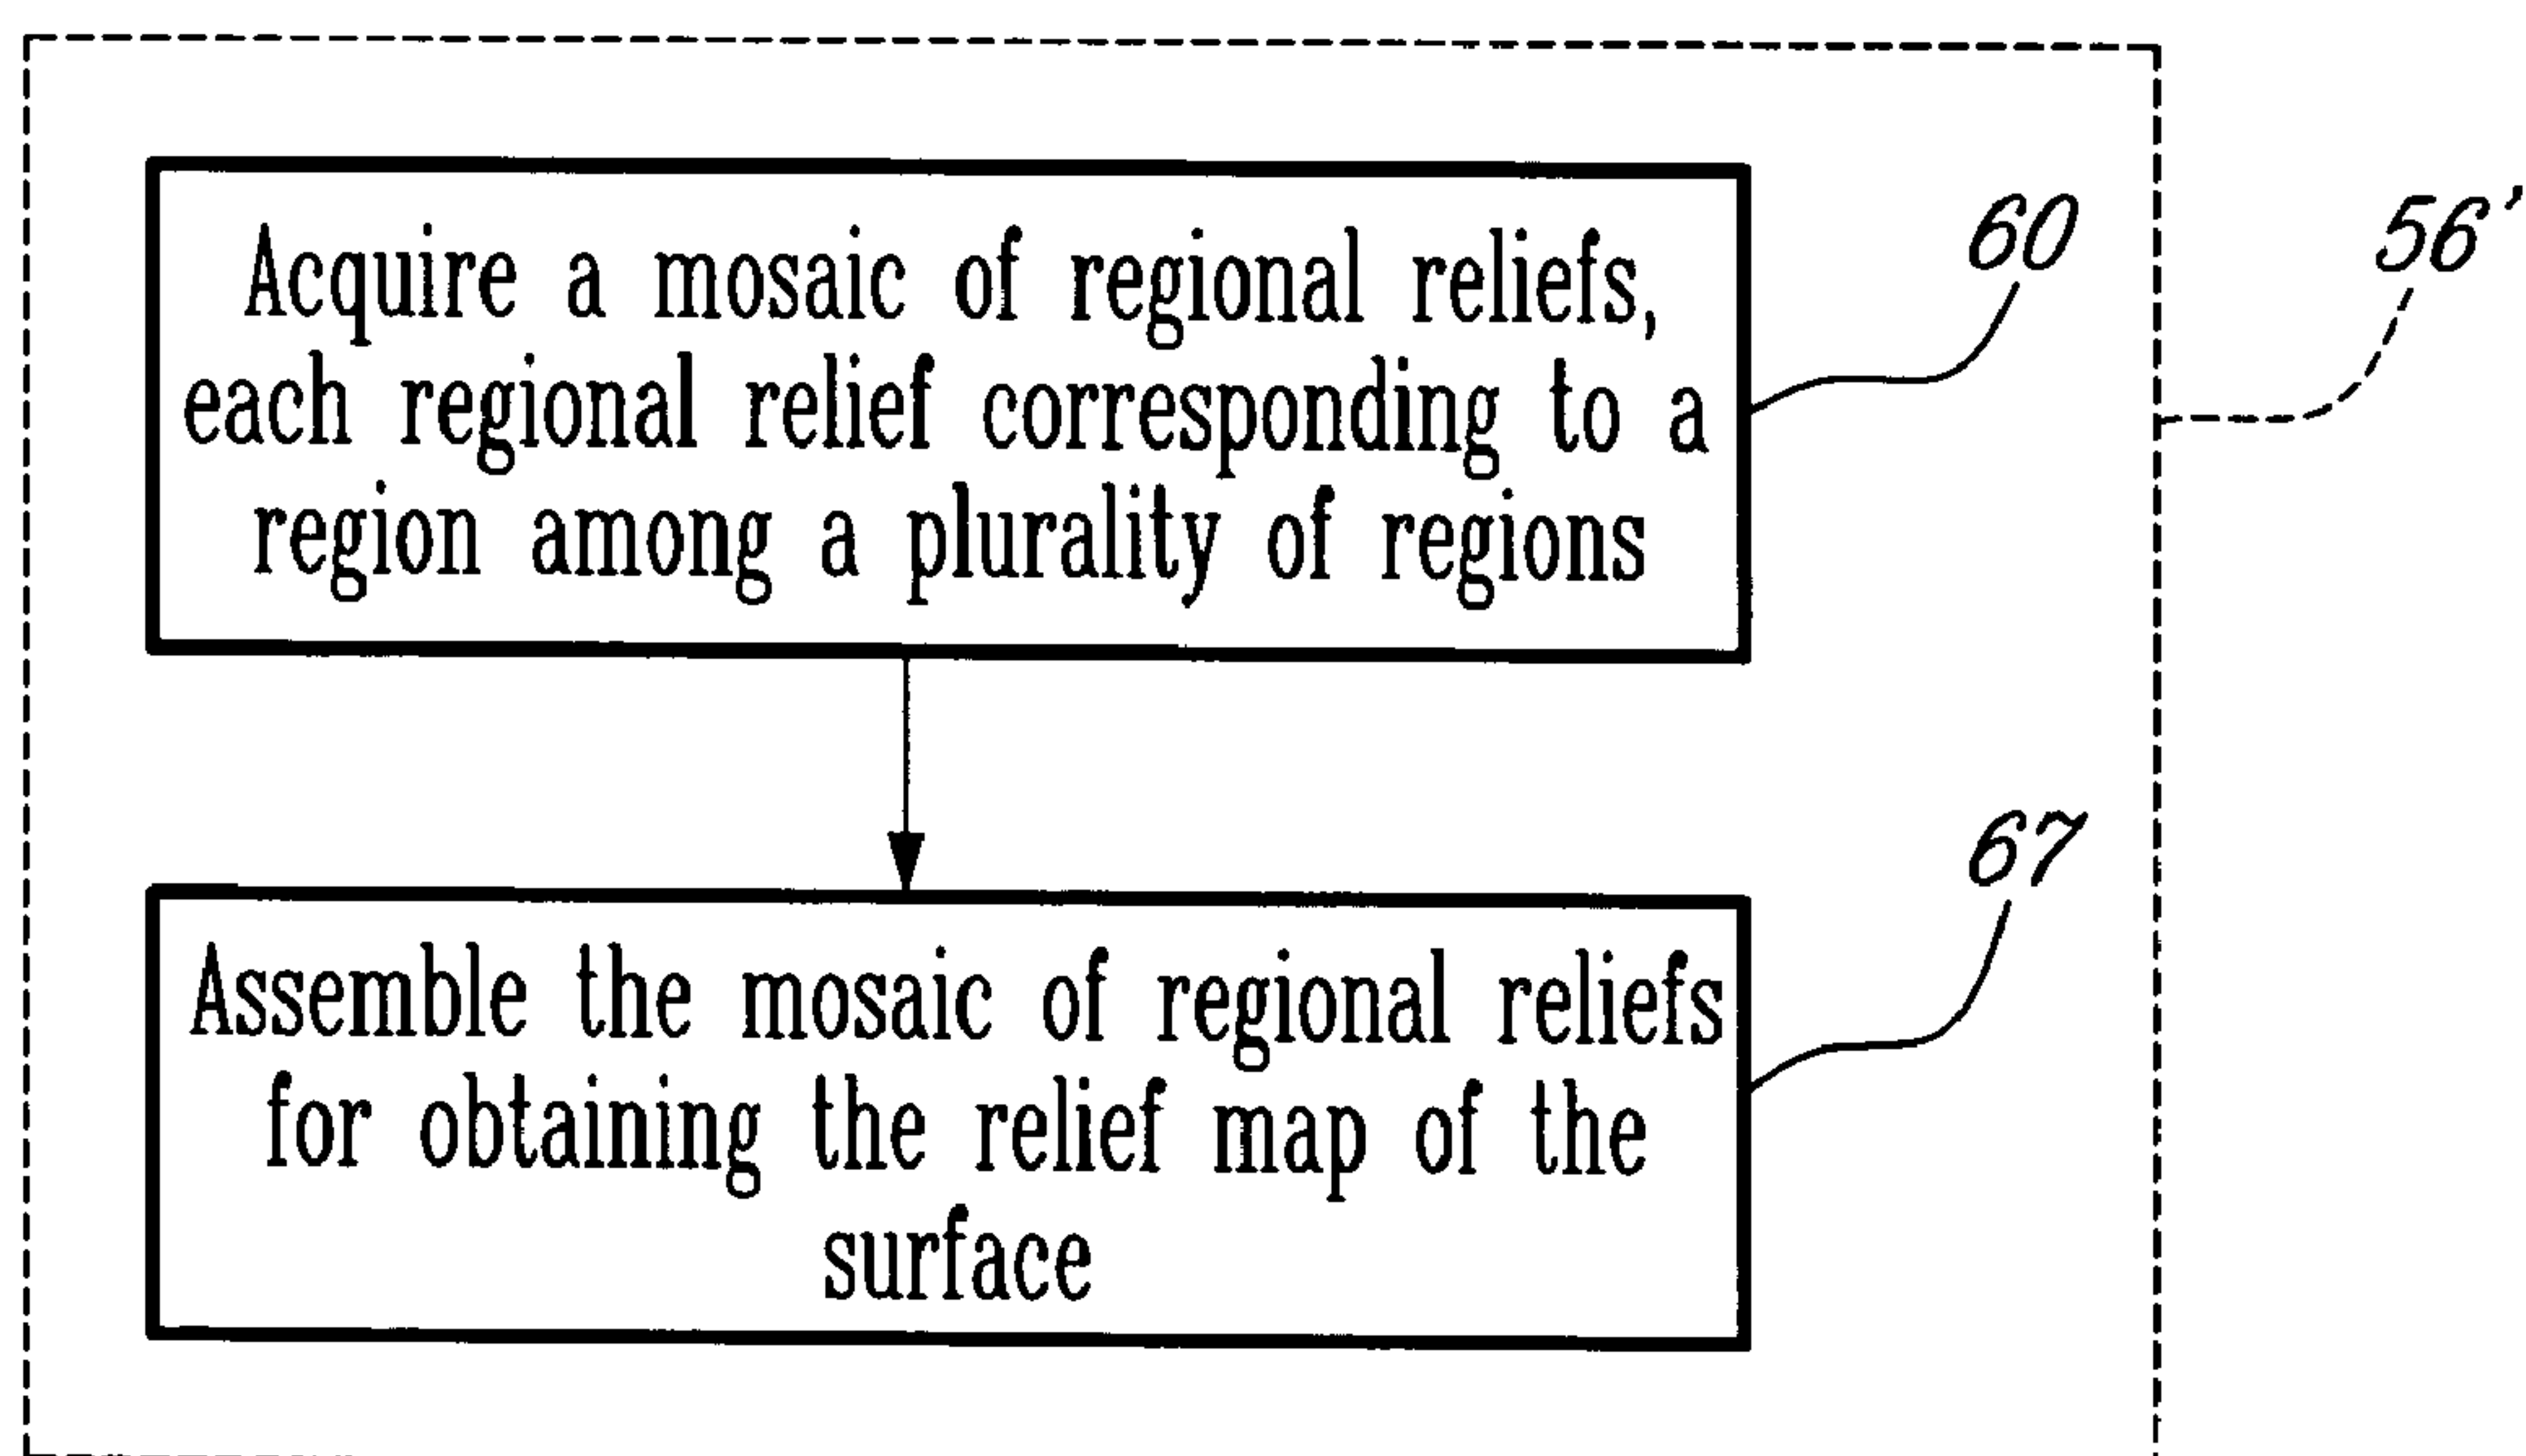 Acquire a mosaic of regional reliefs,
each regional relief corresponding to a
region among a plurality of regions
60
56'
Assemble the mosaic of regional reliefs
for obtaining the relief map of the
surface
67